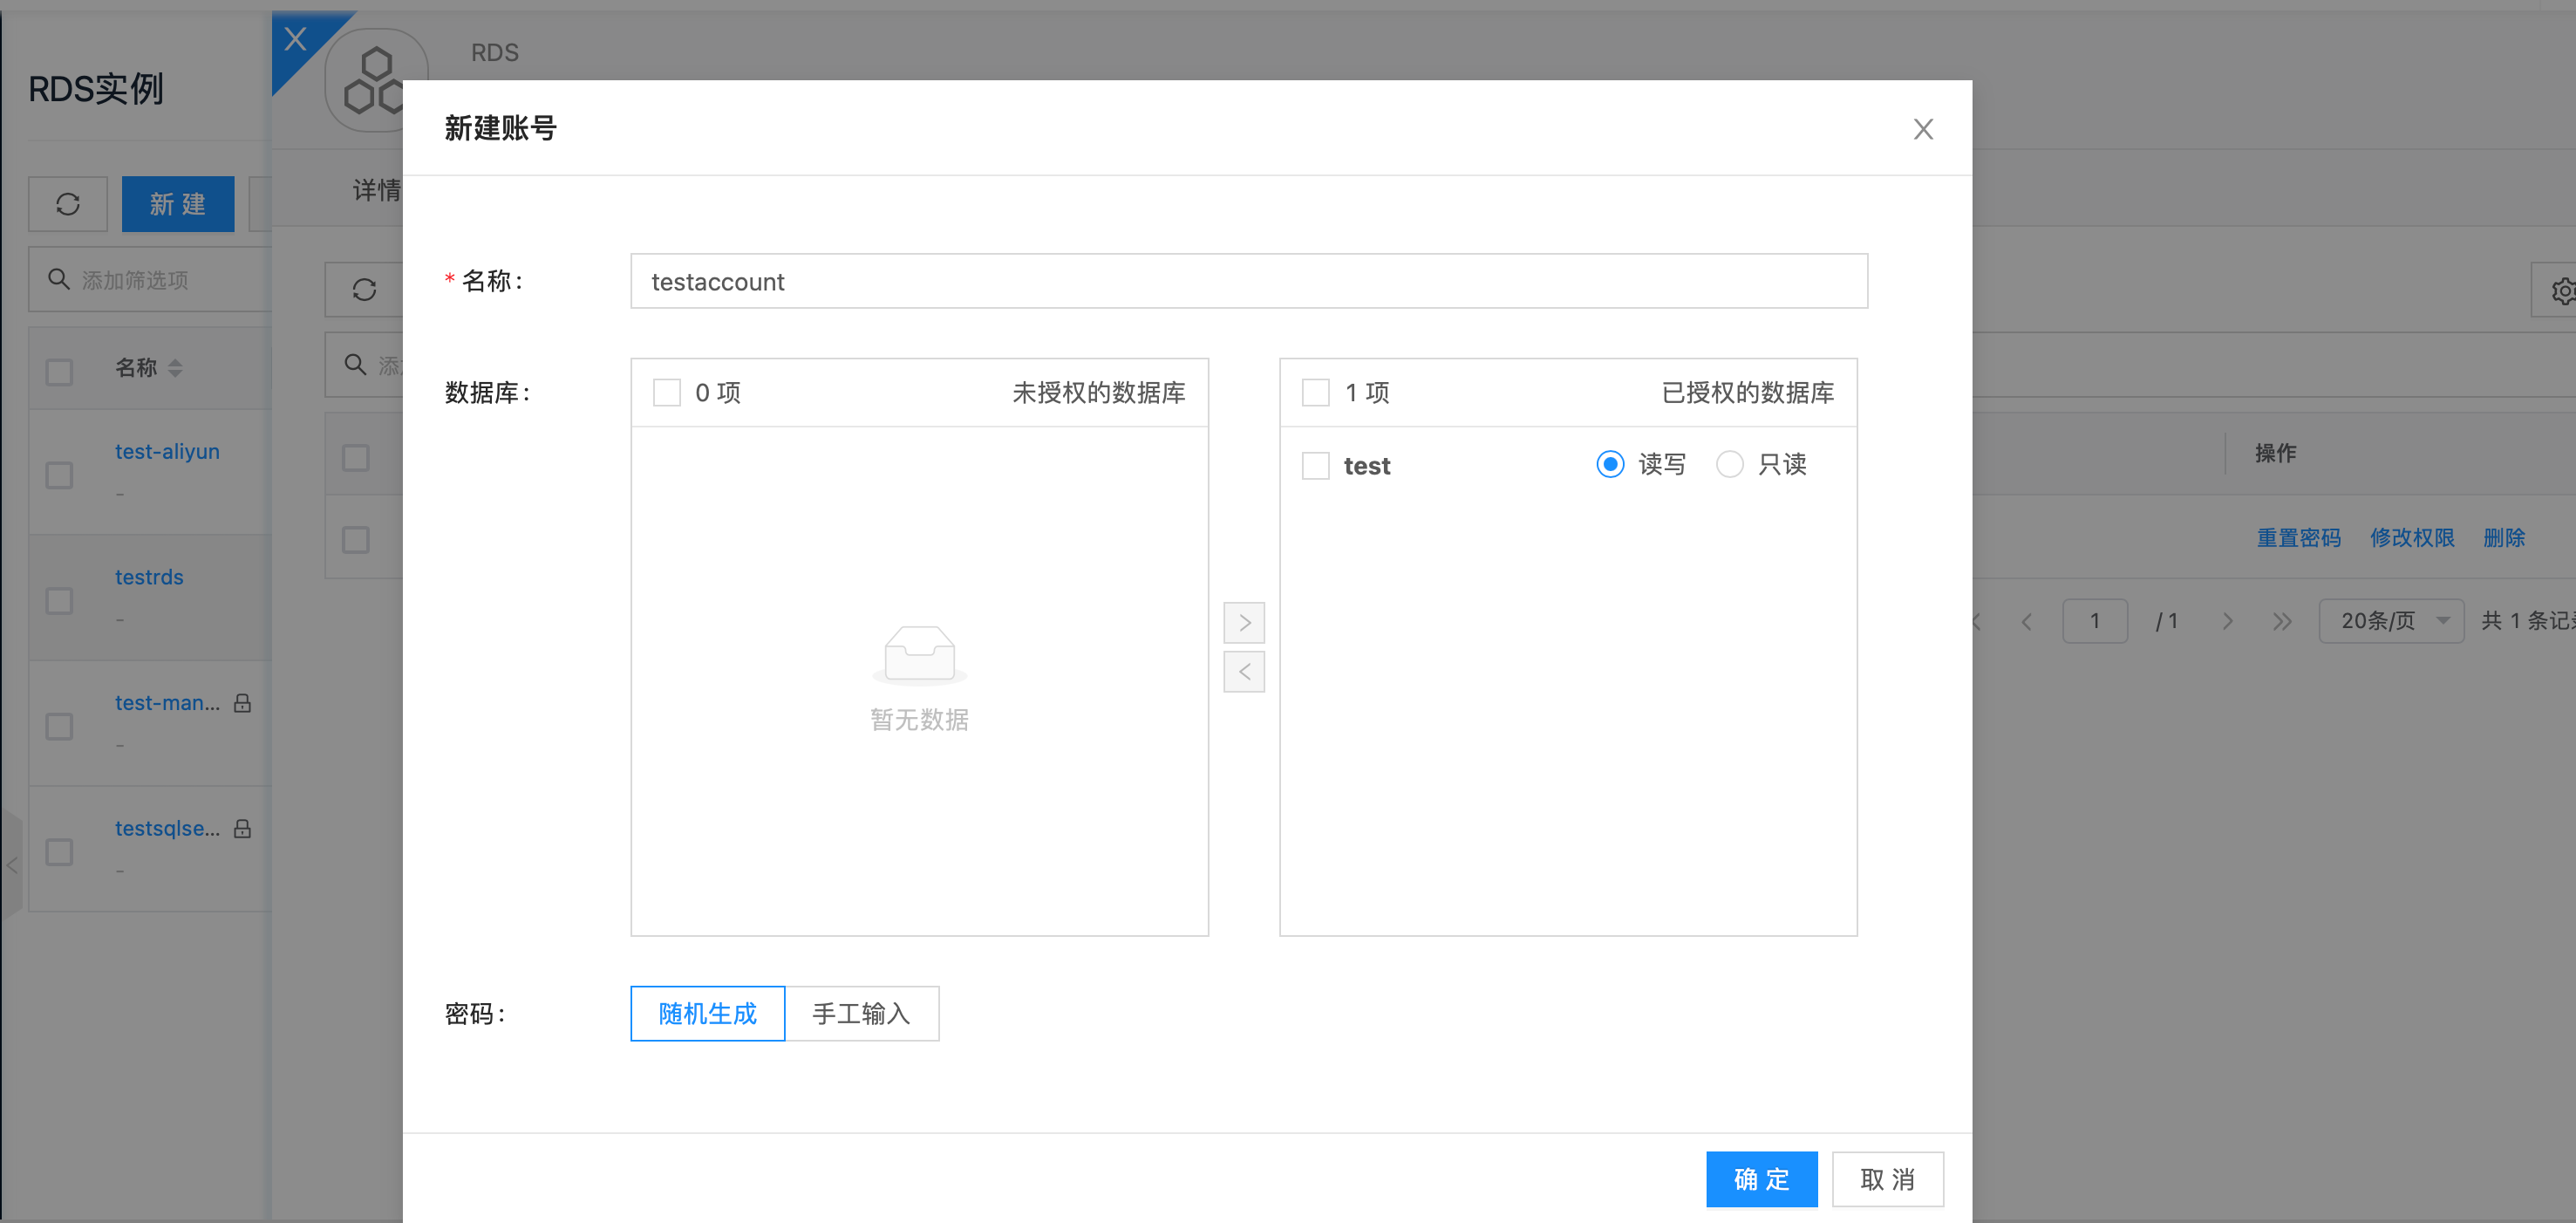 RDS
RDS实例
新建账号
新 建
详情
* 名称：
testaccount
添加筛选项
数据库：
0 项
未授权的数据库
1 项
已授权的数据库
名称
test
读写
只读
操作
test-aliyun
-
重置密码
修改权限
删除
testrds
-
1
/ 1
20条/页
共 1 条记
test-man...
-
暂无数据
testsqlse...
-
密码：
随机生成
手工输入
确 定
取 消